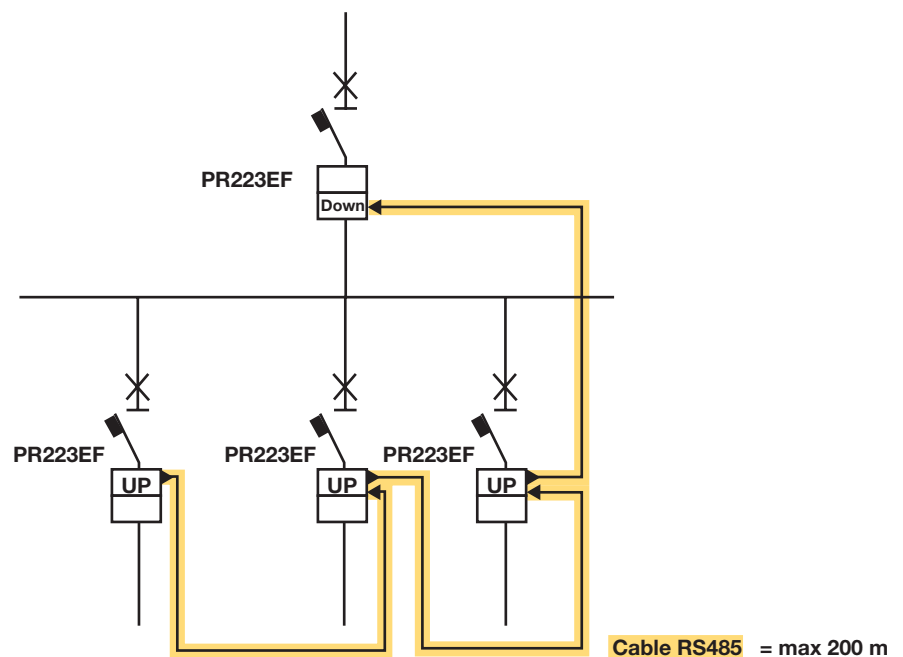 PR223EF
Down
PR223EF
PR223EF
PR223EF
UP
UP
UP
Cable RS485 = max 200 m